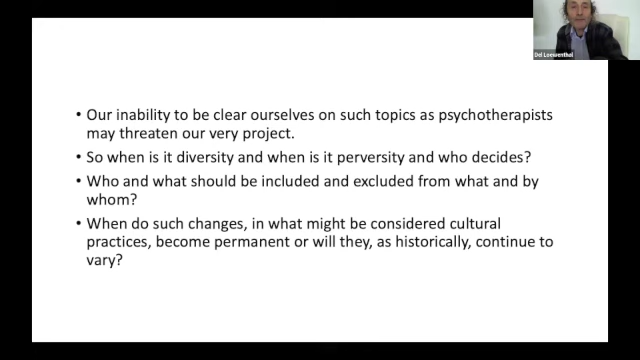 Del Loewenthal
• Our inability to be clear ourselves on such topics as psychotherapists
may threaten our very project.
• So when is it diversity and when is it perversity and who decides?
• Who and what should be included and excluded from what and by
whom?
• When do such changes, in what might be considered cultural
practices, become permanent or will they, as historically, continue to
vary?